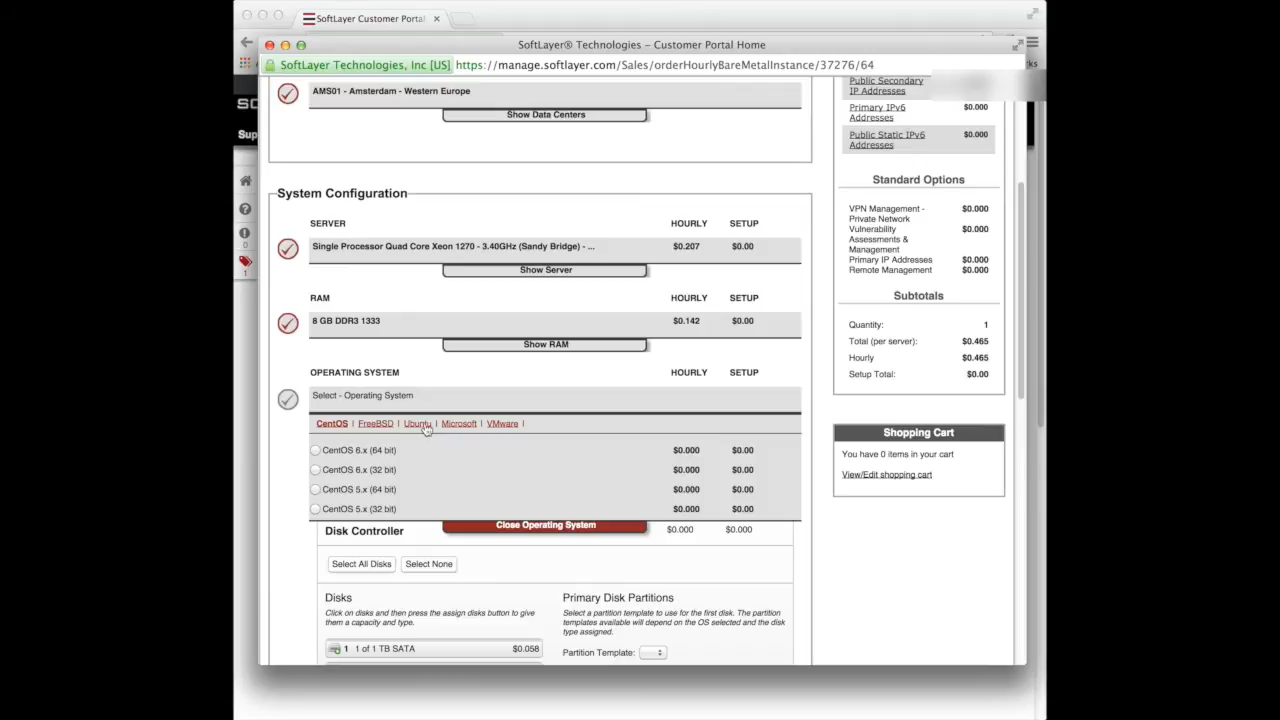 SoftLayer Customer Portal
SoftLayer® Technologies – Customer Portal Home
SoftLayer Technologies, Inc [US] https://manage.softlayer.com/Sales/orderHourlyBareMetalInstance/37276/64
AMS01 - Amsterdam - Western Europe
Show Data Centers
System Configuration
SERVER HOURLY SETUP
Single Processor Quad Core Xeon 1270 - 3.40GHz (Sandy Bridge) - ... $0.207 $0.00
Show Server
RAM HOURLY SETUP
8 GB DDR3 1333 $0.142 $0.00
Show RAM
OPERATING SYSTEM HOURLY SETUP
Select - Operating System
CentOS | FreeBSD | Ubuntu | Microsoft | VMware |
CentOS 6.x (64 bit) $0.000 $0.00
CentOS 6.x (32 bit) $0.000 $0.00
CentOS 5.x (64 bit) $0.000 $0.00
CentOS 5.x (32 bit) $0.000 $0.00
Close Operating System
Disk Controller $0.000 $0.000
Select All Disks Select None
Disks
Click on disks and then press the assign disks button to give
them a capacity and type.
1 1 of 1 TB SATA $0.058
Primary Disk Partitions
Select a partition template to use for the first disk. The partition
templates available will depend on the OS selected and the disk
type assigned.
Partition Template:
Public Secondary
IP Addresses
Primary IPv6 $0.000
Addresses
Public Static IPv6 $0.000
Addresses
Standard Options
VPN Management - $0.000
Private Network
Vulnerability $0.000
Assessments &
Management
Primary IP Addresses $0.000
Remote Management $0.000
Subtotals
Quantity: 1
Total (per server): $0.465
Hourly $0.465
Setup Total: $0.00
Shopping Cart
You have 0 items in your cart
View/Edit shopping cart
SO
Sup
0
1
ks